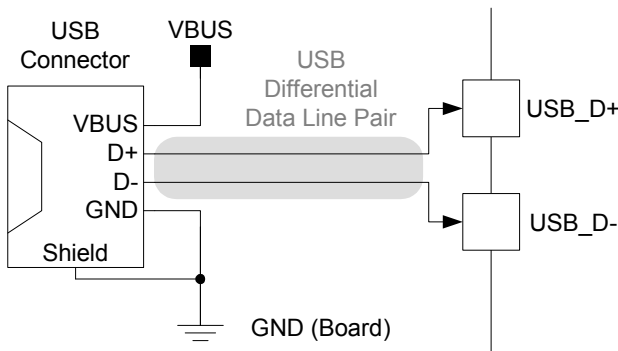 USB
Connector
VBUS
USB
Differential
Data Line Pair
VBUS
D+
D-
GND
Shield
USB_D+
USB_D-
GND (Board)